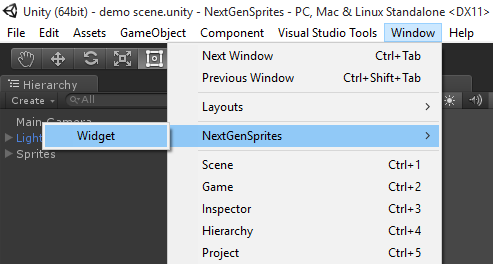 Unity (64bit) - demo scene.unity - NextGenSprites - PC, Mac & Linux Standalone <DX11>
File Edit Assets GameObject Component Visual Studio Tools Window Help
Hierarchy
Create All
Main Camera
Light
Sprites
Widget
Next Window Ctrl+Tab
Previous Window Ctrl+Shift+Tab
Layouts
NextGenSprites
Scene Ctrl+1
Game Ctrl+2
Inspector Ctrl+3
Hierarchy Ctrl+4
Project Ctrl+5